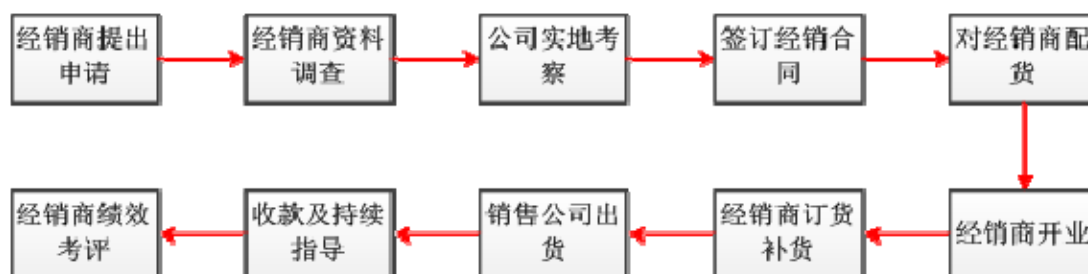 经销商提出
申请
经销商资料
调查
公司实地考
察
签订经销合
同
对经销商配
货
经销商绩效
考评
收款及持续
指导
销售公司出
货
经销商订货
补货
经销商开业